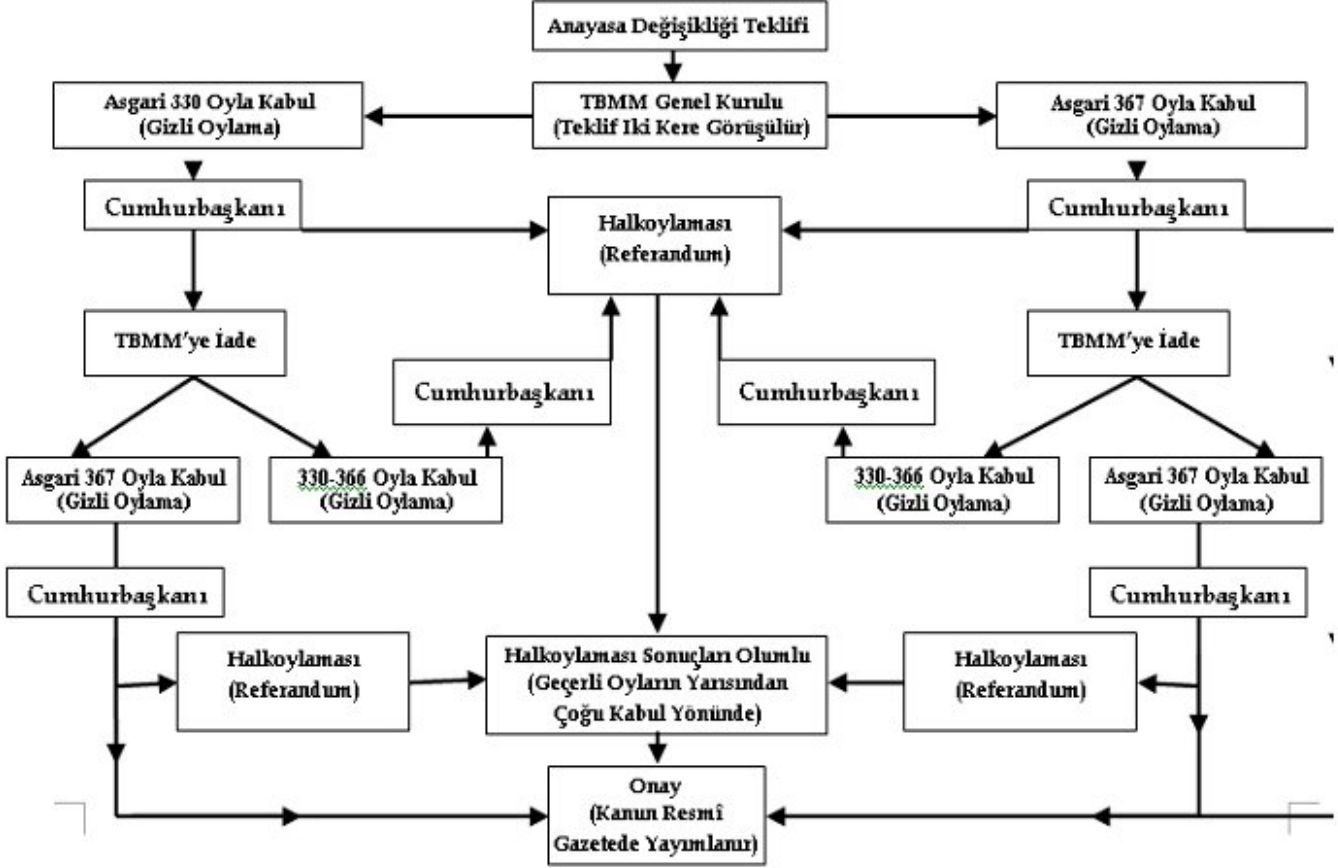 Anayasa Değişikliği Teklifi
Asgari 330 Oyla Kabul
(Gizli Oylama)
TBMM Genel Kurulu
(Teklif Iki Kere Görüşülür)
Asgari 367 Oyla Kabul
(Gizli Oylama)
Cumhurbaşkanı
Halkoylaması
(Referandum)
Cumhurbaşkanı
TBMM'ye İade
TBMM'ye İade
Cumhurbaşkanı
Cumhurbaşkanı
Asgari 367 Oyla Kabul
(Gizli Oylama)
330-366 Oyla Kabul
(Gizli Oylama)
330-366 Oyla Kabul
(Gizli Oylama)
Asgari 367 Oyla Kabul
(Gizli Oylama)
Cumhurbaşkanı
Cumhurbaşkanı
Halkoylaması
(Referandum)
Halkoylaması Sonuçları Olumlu
(Geçerli Oyların Yarısından
Çoğu Kabul Yönünde)
Halkoylaması
(Referandum)
Onay
(Kanun Resmî
Gazetede Yayımlanır)